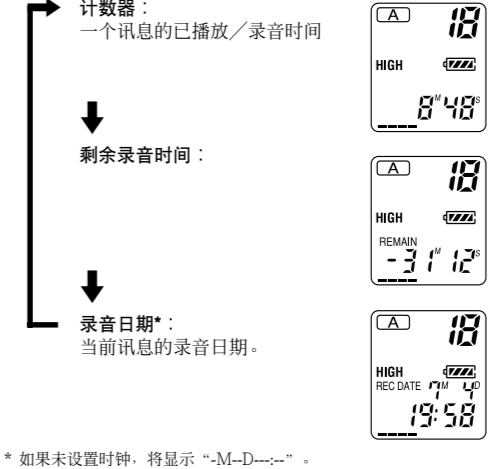 计数器：
一个讯息的已播放／录音时间
A
18
HIGH
8M48S
剩余录音时间：
A
18
HIGH
REMAIN
-31M12S
录音日期*：
当前讯息的录音日期。
A
18
HIGH
REC DATE 7M 4D
19:58
* 如果未设置时钟，将显示“-M--D---:--”。